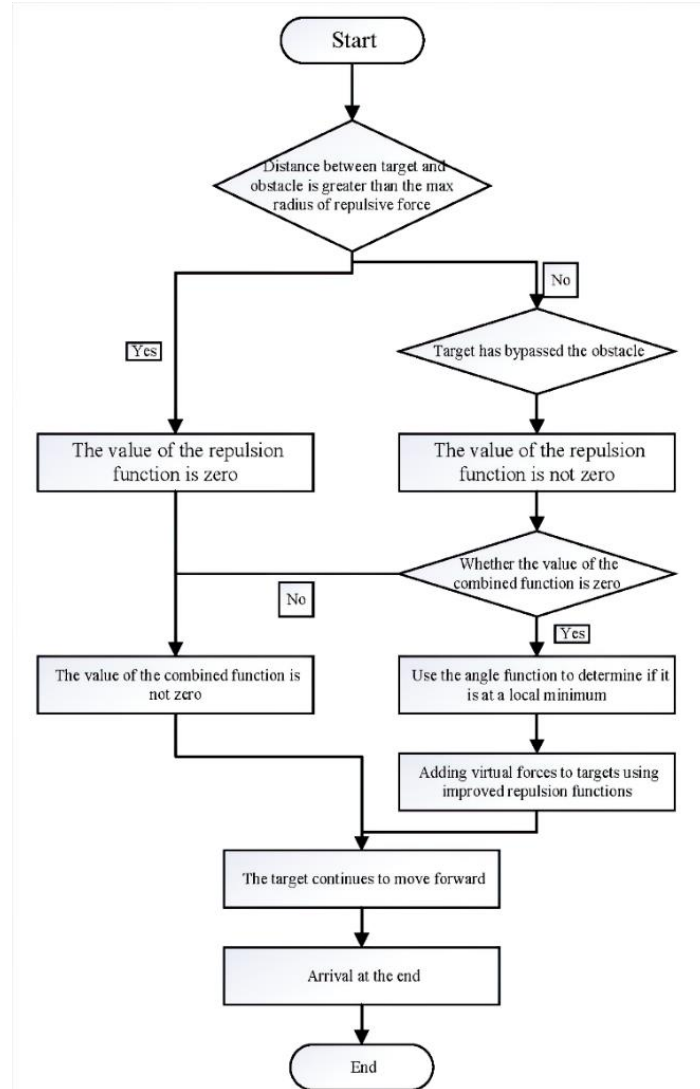 Start
Distance between target and
obstacle is greater than the max
radius of repulsive force
No
Yes
Target has bypassed the obstacle
The value of the repulsion
function is zero
The value of the repulsion
function is not zero
Whether the value of the
combined function is zero
No
Yes
The value of the combined function is
not zero
Use the angle function to determine if it
is at a local minimum
Adding virtual forces to targets using
improved repulsion functions
The target continues to move forward
Arrival at the end
End